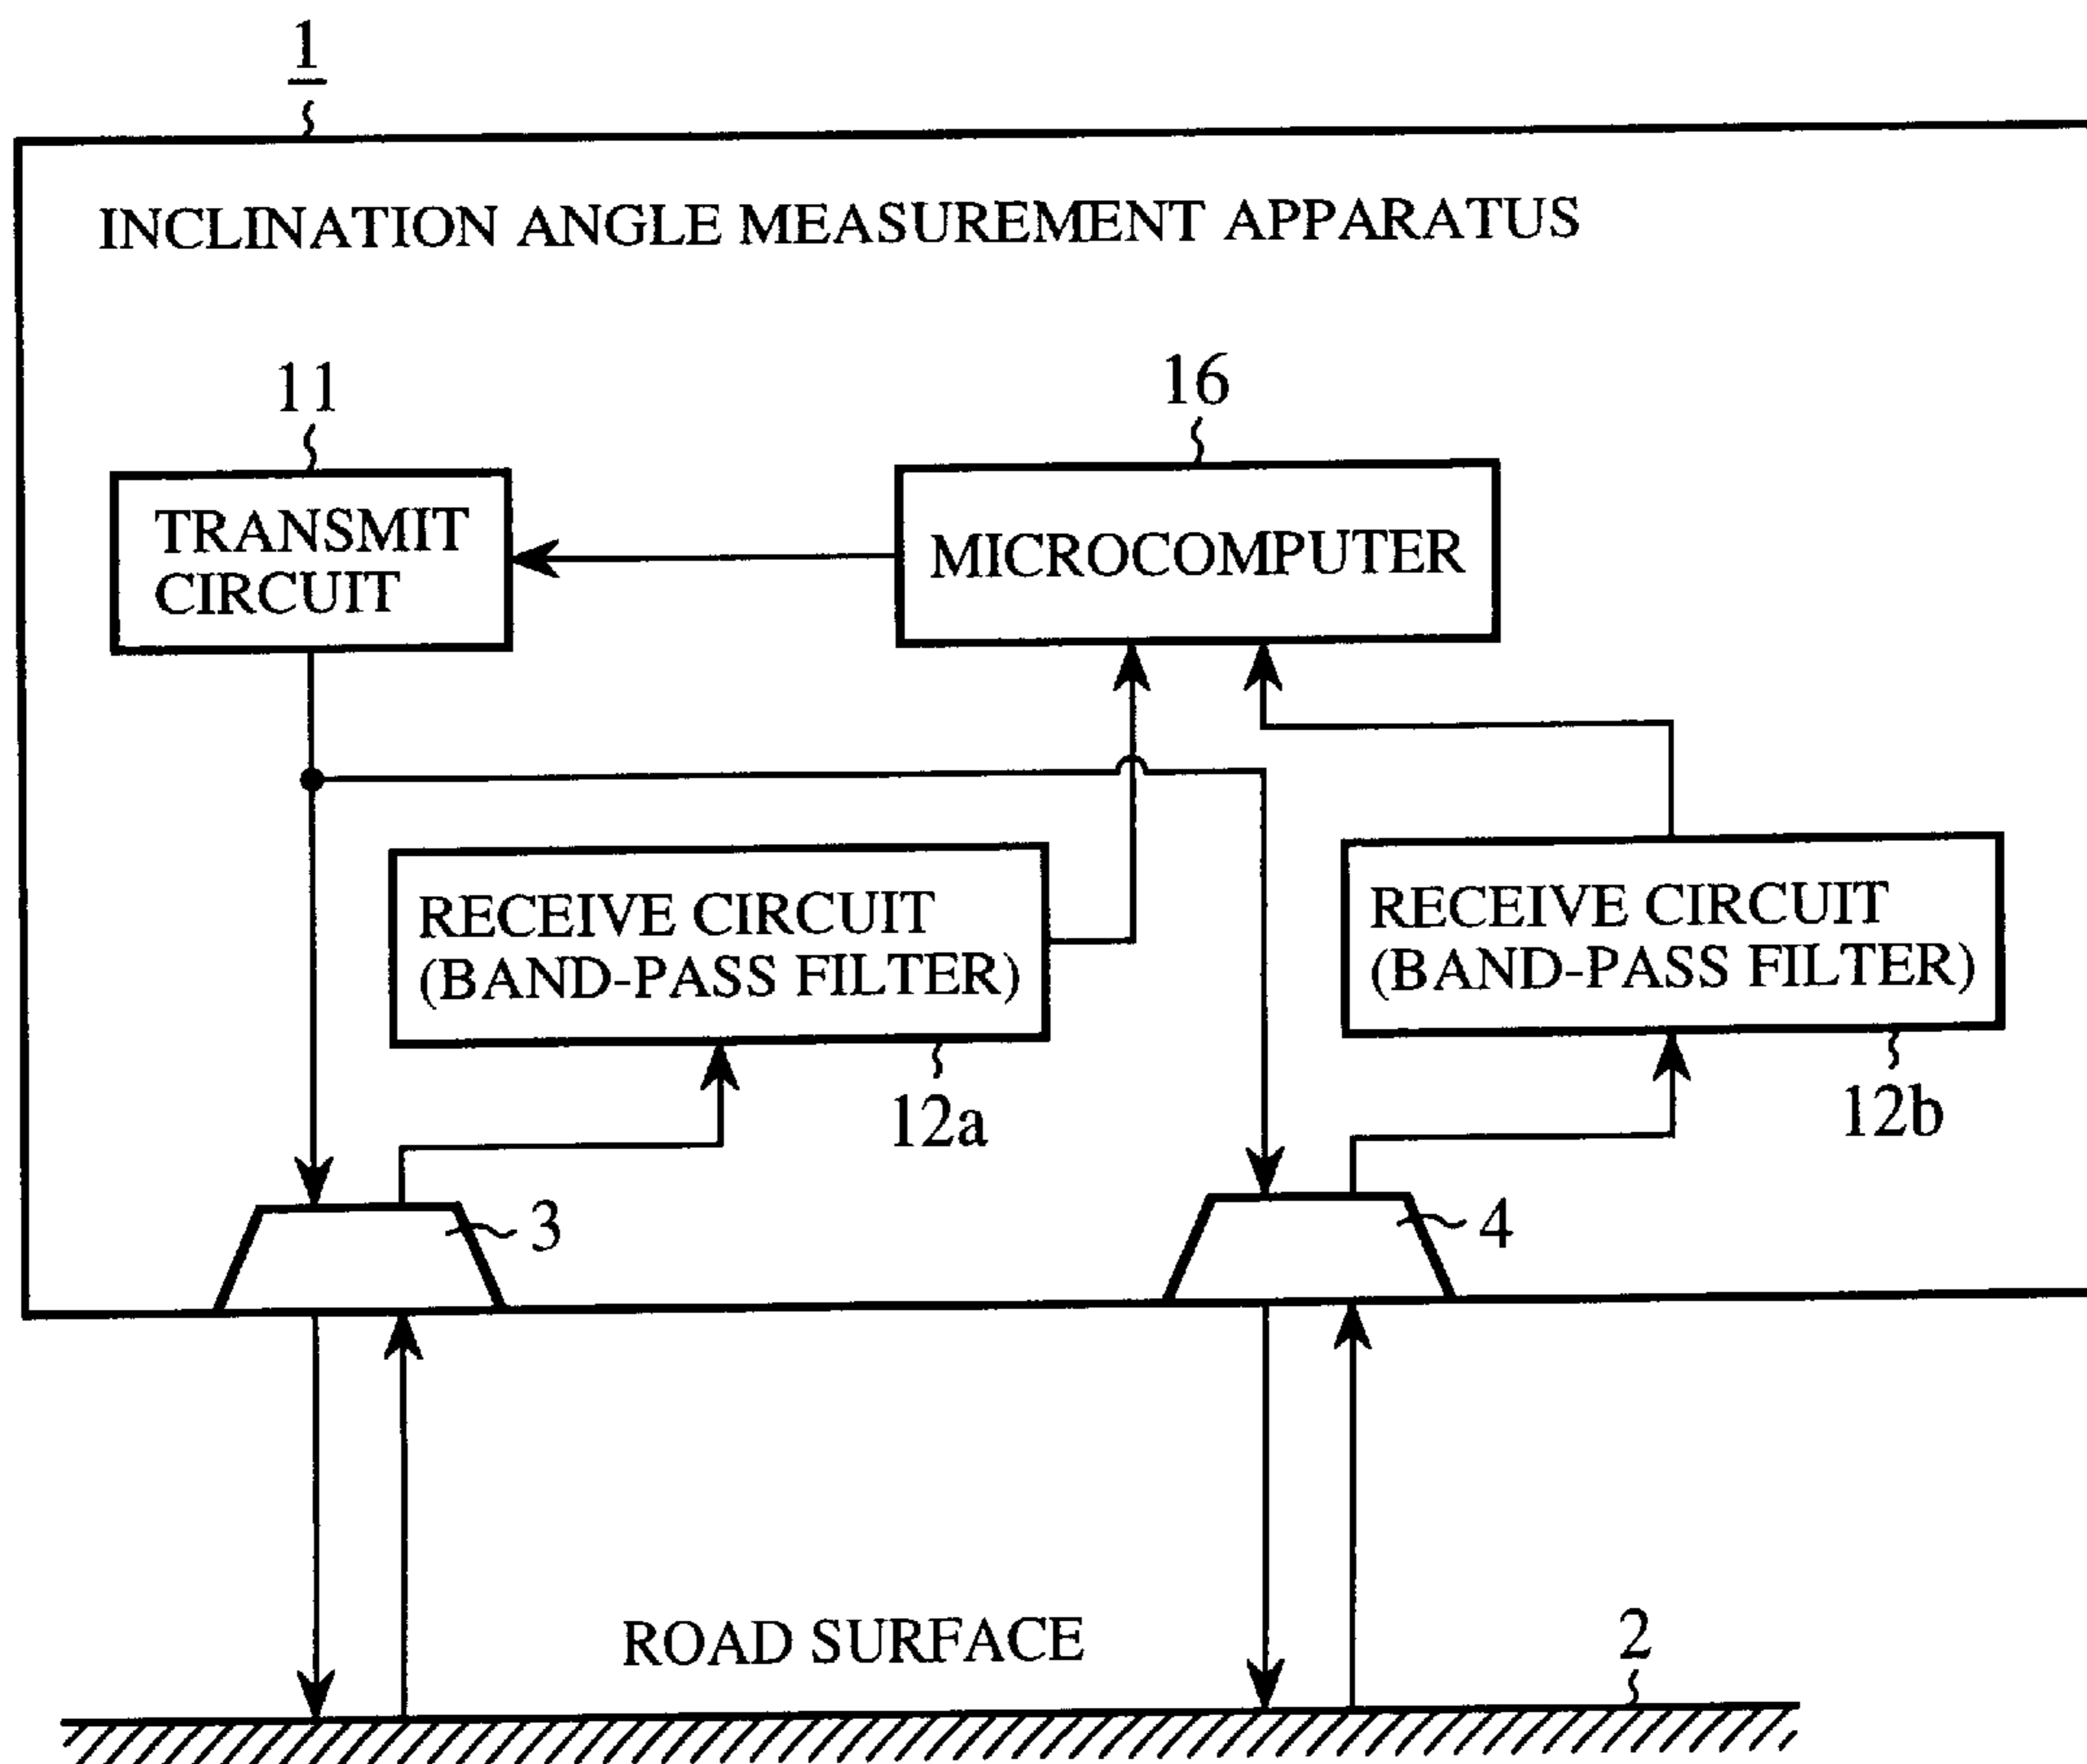 1
INCLINATION ANGLE MEASUREMENT APPARATUS
11
16
TRANSMIT
CIRCUIT
MICROCOMPUTER
RECEIVE CIRCUIT
(BAND-PASS FILTER)
RECEIVE CIRCUIT
(BAND-PASS FILTER)
12a
12b
3
4
ROAD SURFACE
2